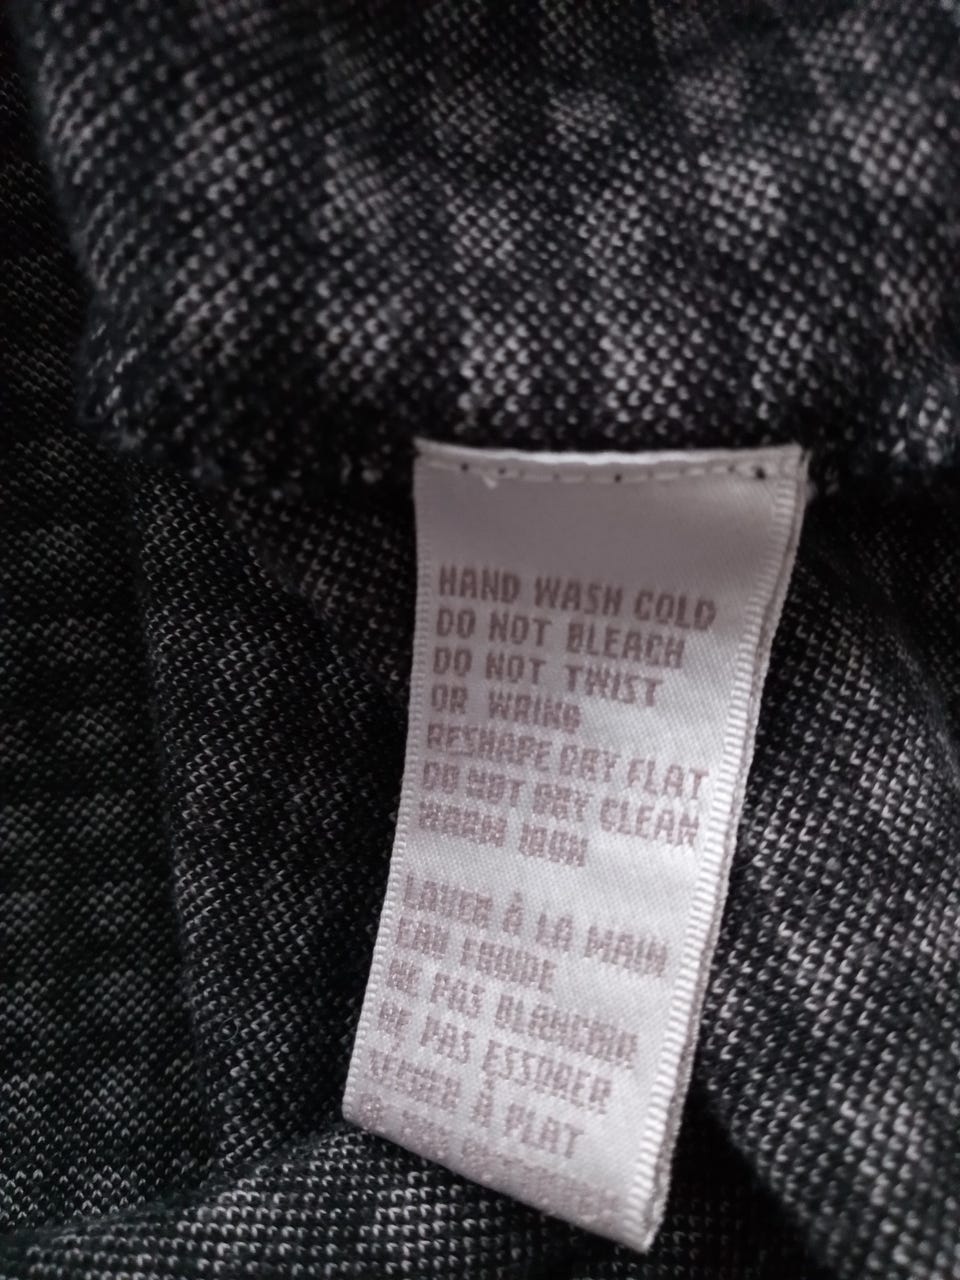 HAND WASH COLD
DO NOT BLEACH
DO NOT TWIST
OR WRING
RESHAPE DRY FLAT
DO NOT DRY CLEAN
WARM IRON
LAVER À LA MAIN
EAU FROIDE
NE PAS BLANCHIR
NE PAS ESSORER
SÉCHER À PLAT